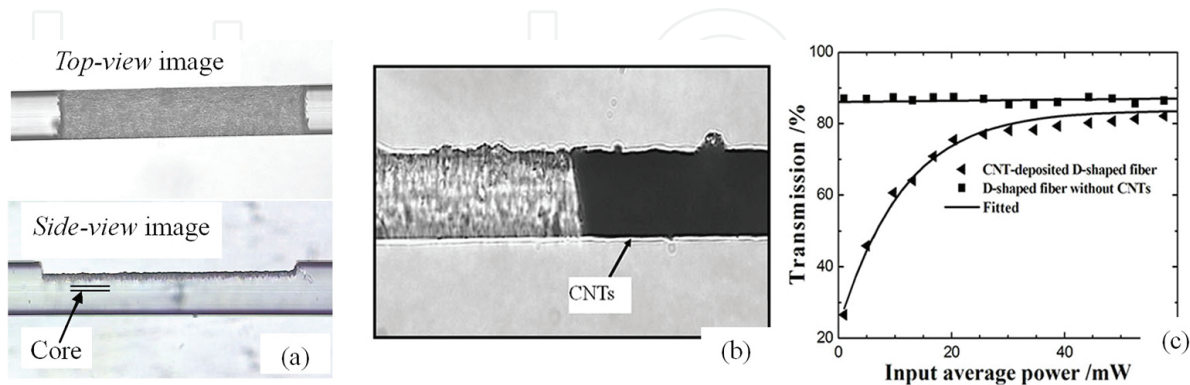 Top-view image
Side-view image
Core
(a)
CNTs
(b)
100
80
60
40
20
0
20
40
Transmission /%
Input average power /mW
CNT-deposited D-shaped fiber
D-shaped fiber without CNTs
Fitted
(c)